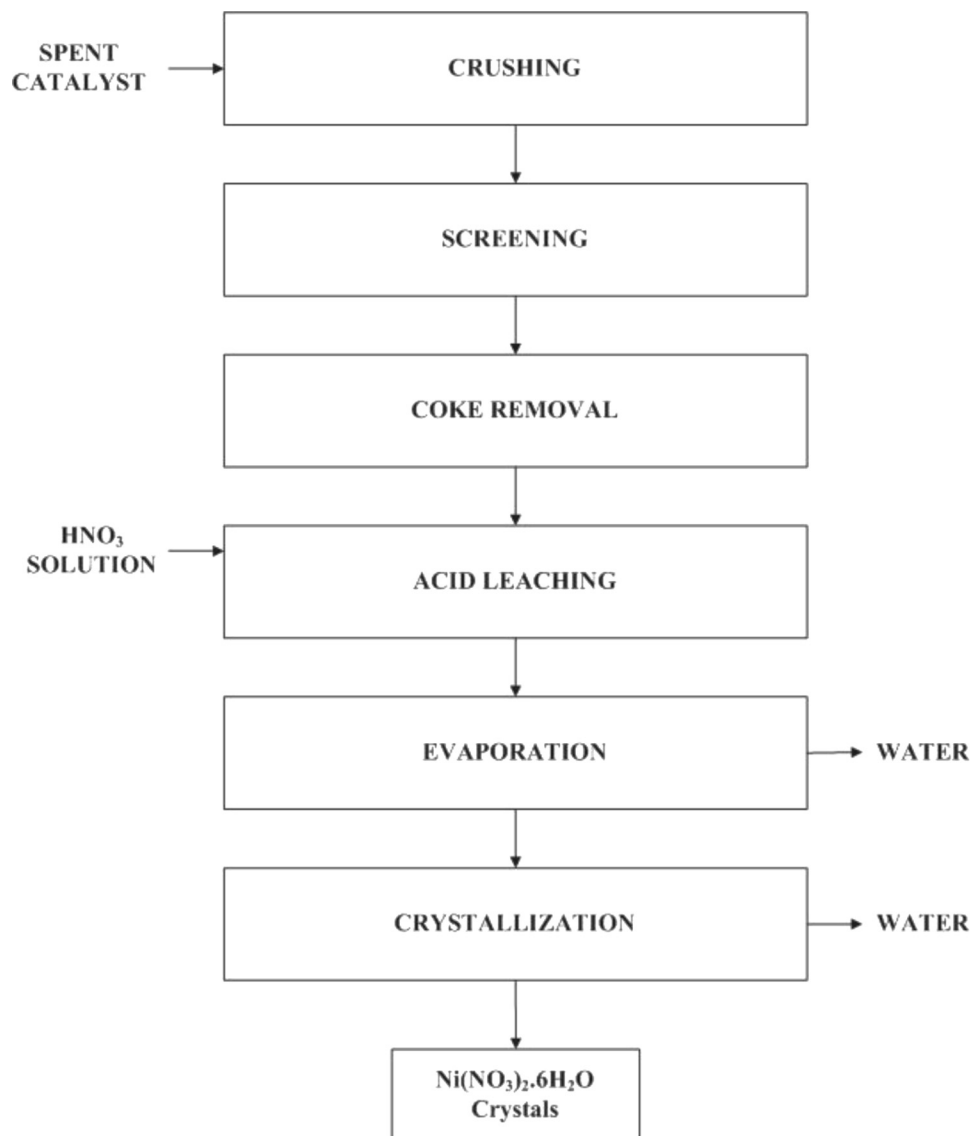 SPENT
CATALYST
CRUSHING
SCREENING
COKE REMOVAL
HNO₃
SOLUTION
ACID LEACHING
EVAPORATION
WATER
CRYSTALLIZATION
WATER
Ni(NO₃)₂.6H₂O
Crystals